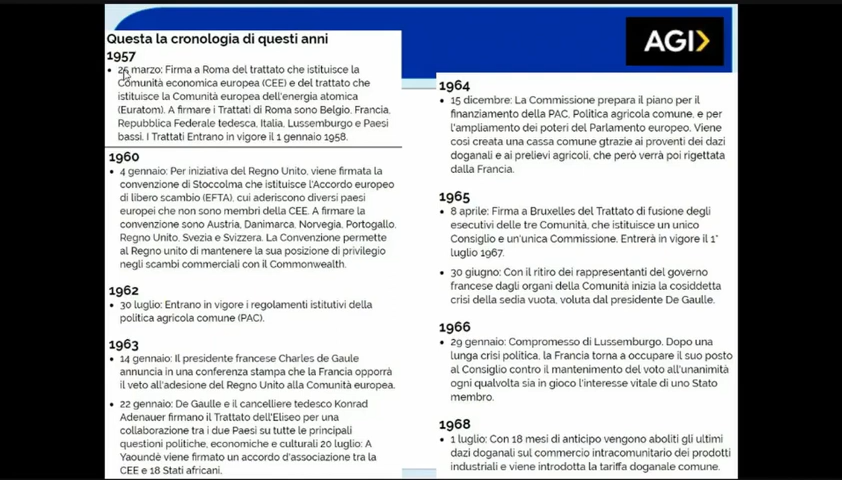 Questa la cronologia di questi anni
1957
25 marzo: Firma a Roma del trattato che istituisce la
Comunità economica europea (CEE) e del trattato che
istituisce la Comunità europea dell'energia atomica
(Euratom). A firmare i Trattati di Roma sono Belgio, Francia,
Repubblica Federale tedesca, Italia, Lussemburgo e Paesi
bassi. I Trattati Entrano in vigore il 1 gennaio 1958.
1960
4 gennaio: Per iniziativa del Regno Unito, viene firmata la
convenzione di Stoccolma che istituisce l'Accordo europeo
di libero scambio (EFTA), cui aderiscono diversi paesi
europei che non sono membri della CEE. A firmare la
convenzione sono Austria, Danimarca, Norvegia, Portogallo,
Regno Unito, Svezia e Svizzera. La Convenzione permette
al Regno unito di mantenere la sua posizione di privilegio
negli scambi commerciali con il Commonwealth.
1962
30 luglio: Entrano in vigore i regolamenti istitutivi della
politica agricola comune (PAC).
1963
14 gennaio: Il presidente francese Charles de Gaule
annuncia in una conferenza stampa che la Francia opporrà
il veto all'adesione del Regno Unito alla Comunità europea.
22 gennaio: De Gaulle e il cancelliere tedesco Konrad
Adenauer firmano il Trattato dell'Eliseo per una
collaborazione tra i due Paesi su tutte le principali
questioni politiche, economiche e culturali 20 luglio: A
Yaoundè viene firmato un accordo d'associazione tra la
CEE e 18 Stati africani.
AGI
1964
15 dicembre: La Commissione prepara il piano per il
finanziamento della PAC, Politica agricola comune, e per
l'ampliamento dei poteri del Parlamento europeo. Viene
così creata una cassa comune gtrazie ai proventi dei dazi
doganali e ai prelievi agricoli, che però verrà poi rigettata
dalla Francia.
1965
8 aprile: Firma a Bruxelles del Trattato di fusione degli
esecutivi delle tre Comunità, che istituisce un unico
Consiglio e un'unica Commissione. Entrerà in vigore il 1°
luglio 1967.
30 giugno: Con il ritiro dei rappresentanti del governo
francese dagli organi della Comunità inizia la cosiddetta
crisi della sedia vuota, voluta dal presidente De Gaulle.
1966
29 gennaio: Compromesso di Lussemburgo. Dopo una
lunga crisi politica, la Francia torna a occupare il suo posto
al Consiglio contro il mantenimento del voto all'unanimità
ogni qualvolta sia in gioco l'interesse vitale di uno Stato
membro.
1968
1 luglio: Con 18 mesi di anticipo vengono aboliti gli ultimi
dazi doganali sul commercio intracomunitario dei prodotti
industriali e viene introdotta la tariffa doganale comune.